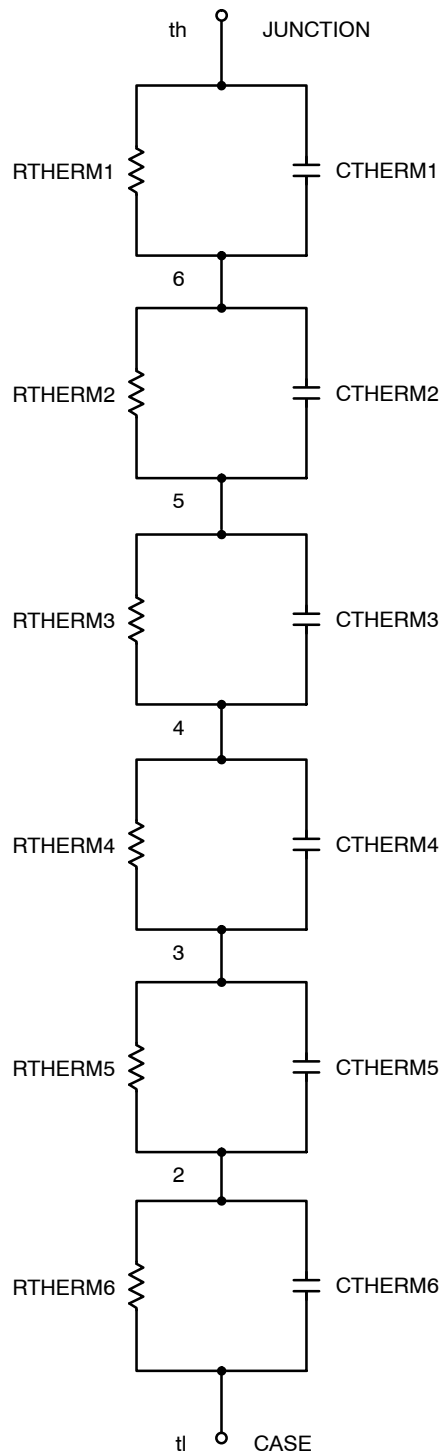 th JUNCTION
RTHERM1 CTHERM1
6
RTHERM2 CTHERM2
5
RTHERM3 CTHERM3
4
RTHERM4 CTHERM4
3
RTHERM5 CTHERM5
2
RTHERM6 CTHERM6
tl CASE